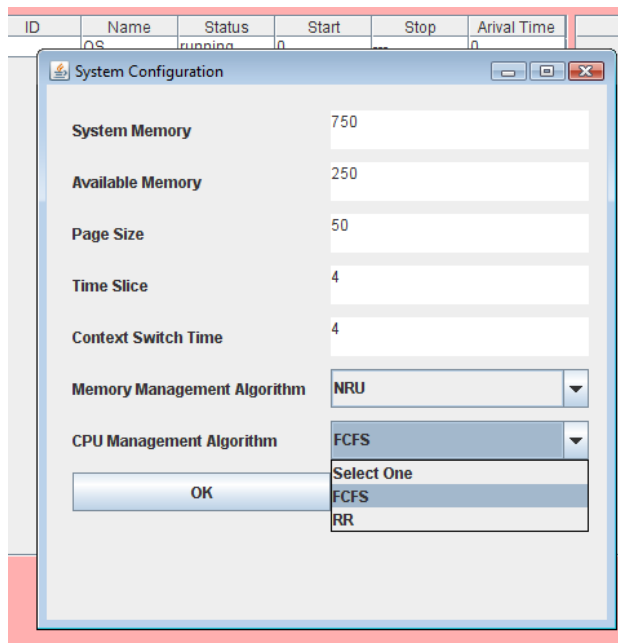 ID Name Status Start Stop Arival Time
OS running 0 --- 0
System Configuration
System Memory 750
Available Memory 250
Page Size 50
Time Slice 4
Context Switch Time 4
Memory Management Algorithm NRU
CPU Management Algorithm FCFS
Select One
OK
FCFS
RR